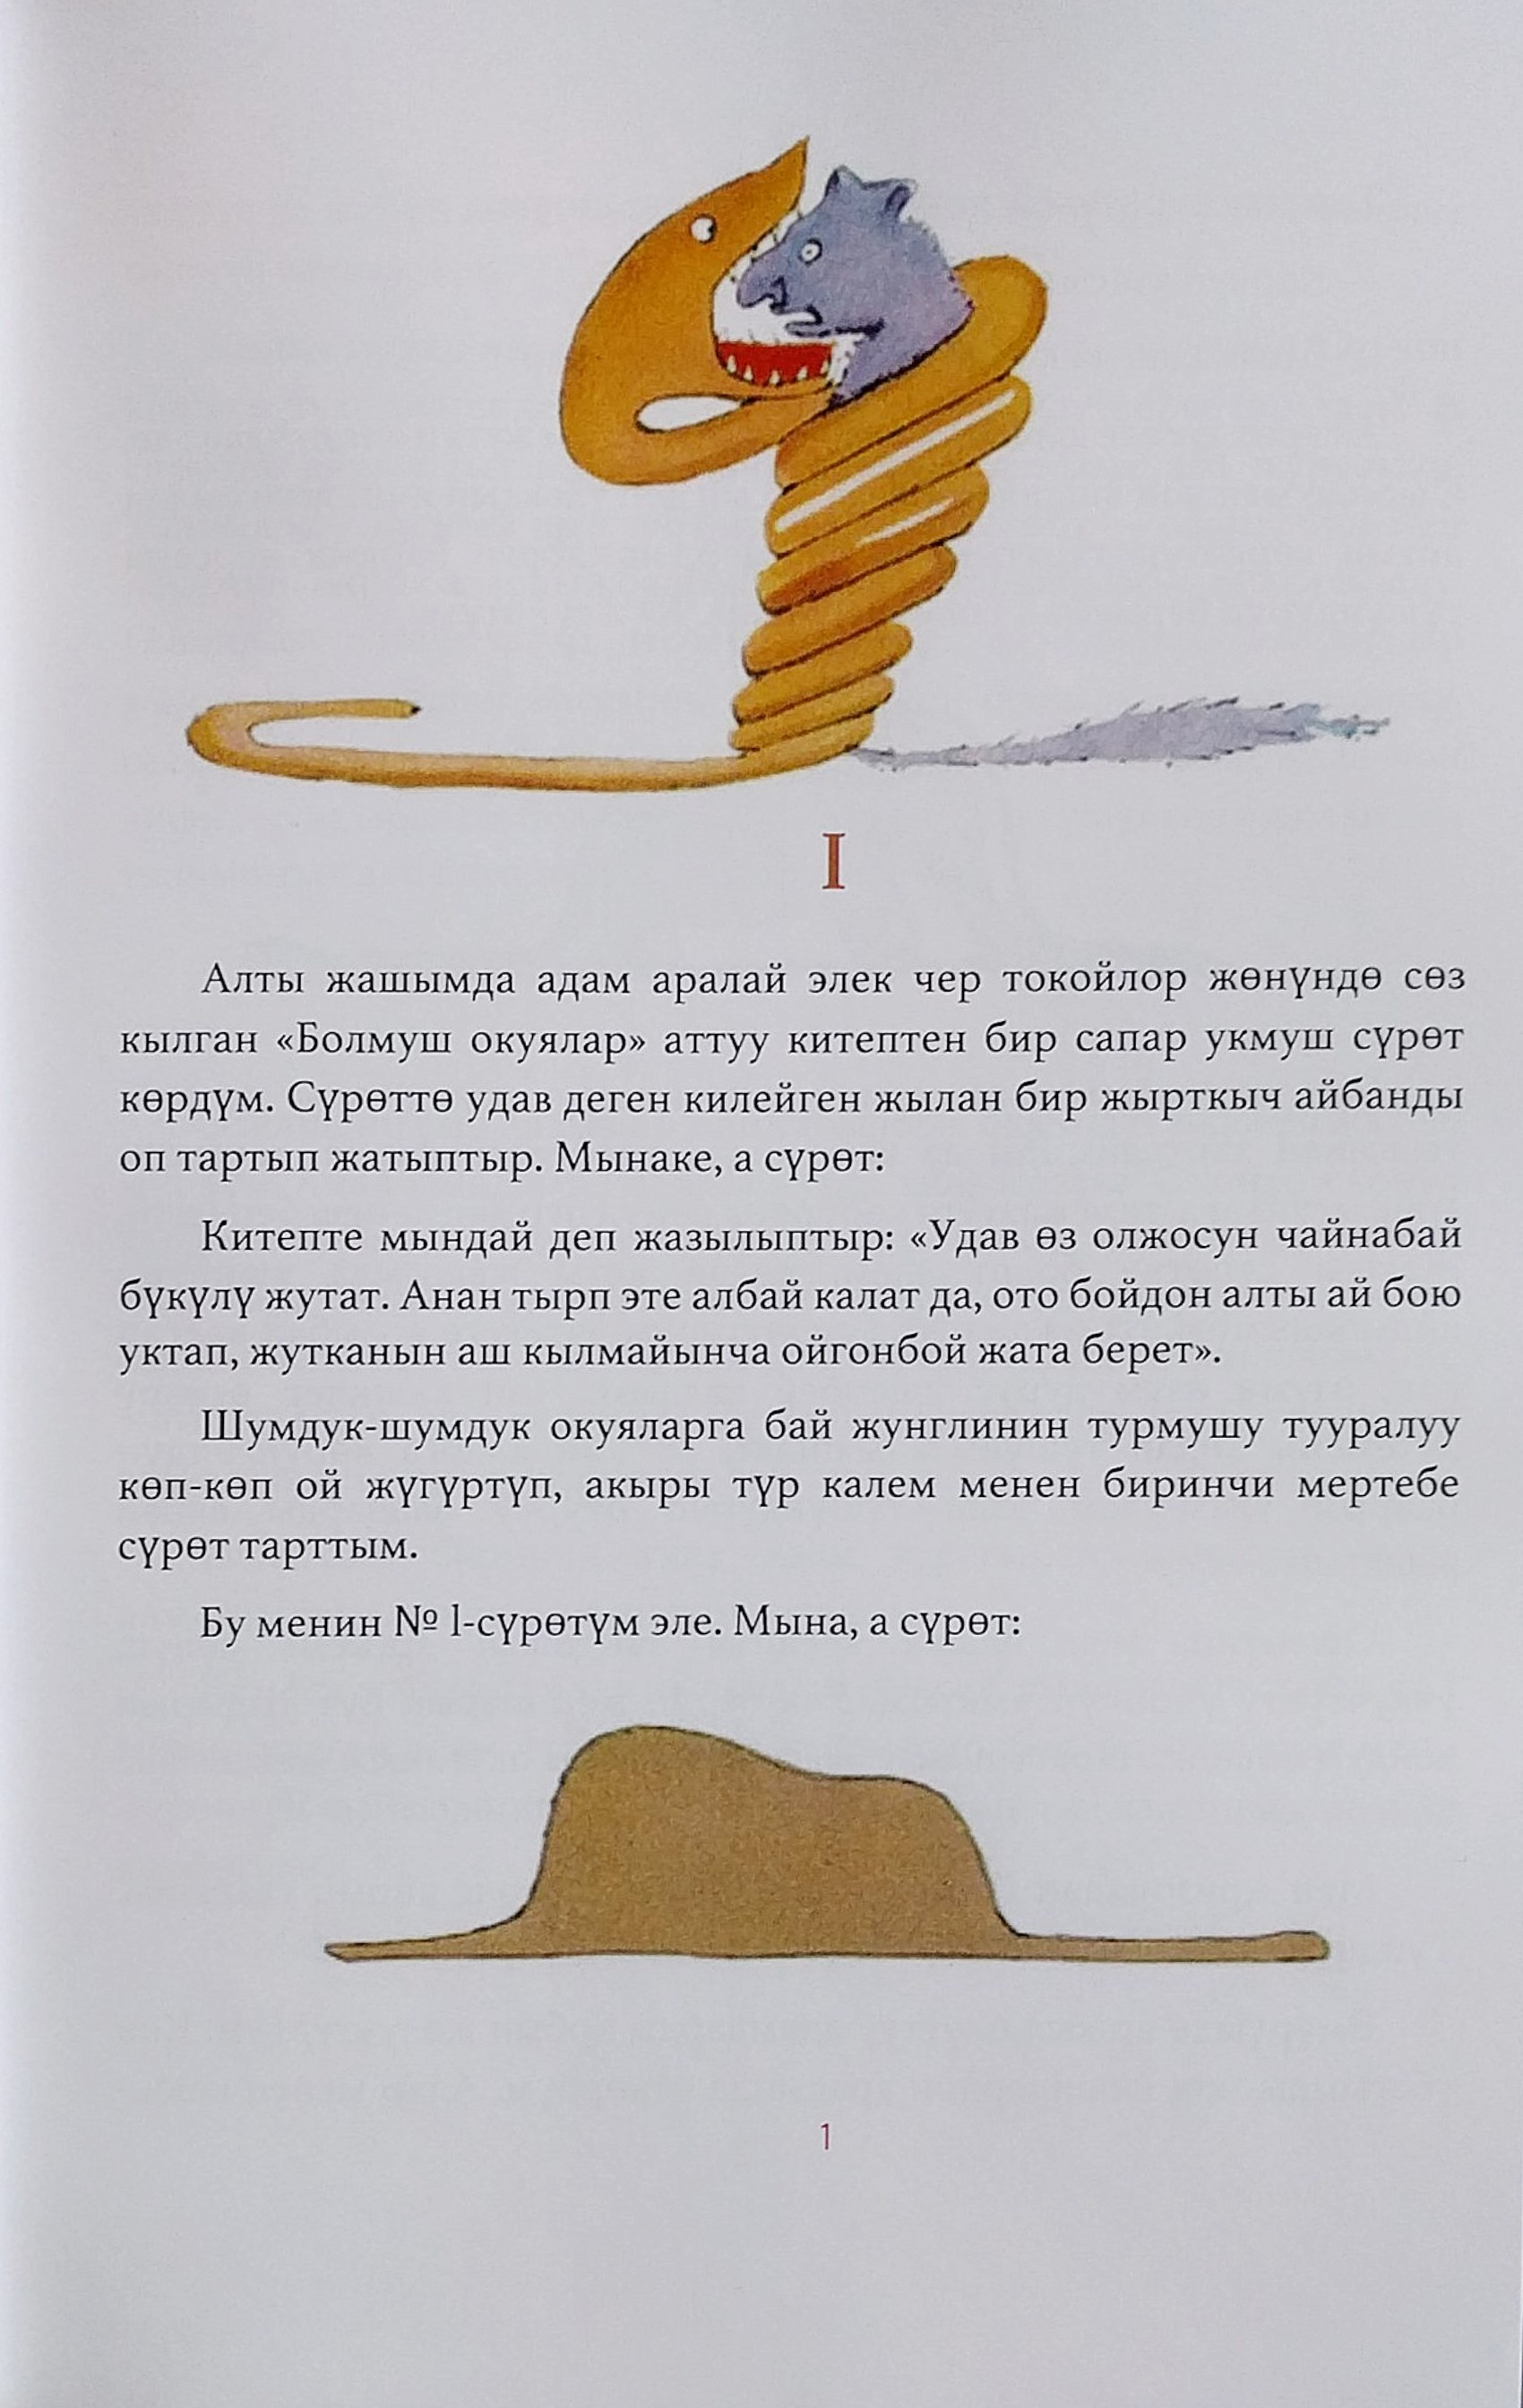 I
Алты жашымда адам аралай элек чер токойлор жөнүндө сөз
кылган «Болмуш окуялар» аттуу китептен бир сапар укмуш сүрөт
көрдүм. Сүрөттө удав деген килейген жылан бир жырткыч айбанды
оп тартып жатыптыр. Мынаке, а сүрөт:
Китепте мындай деп жазылыптыр: «Удав өз олжосун чайнабай
бүкүлү жутат. Анан тырп эте албай калат да, ото бойдон алты ай бою
уктап, жутканын аш кылмайынча ойгонбой жата берет».
Шумдук-шумдук окуяларга бай жунглинин турмушу тууралуу
көп-көп ой жүгүртүп, акыры түр калем менен биринчи мертебе
сүрөт тарттым.
Бу менин № 1-сүрөтүм эле. Мына, а сүрөт:
1